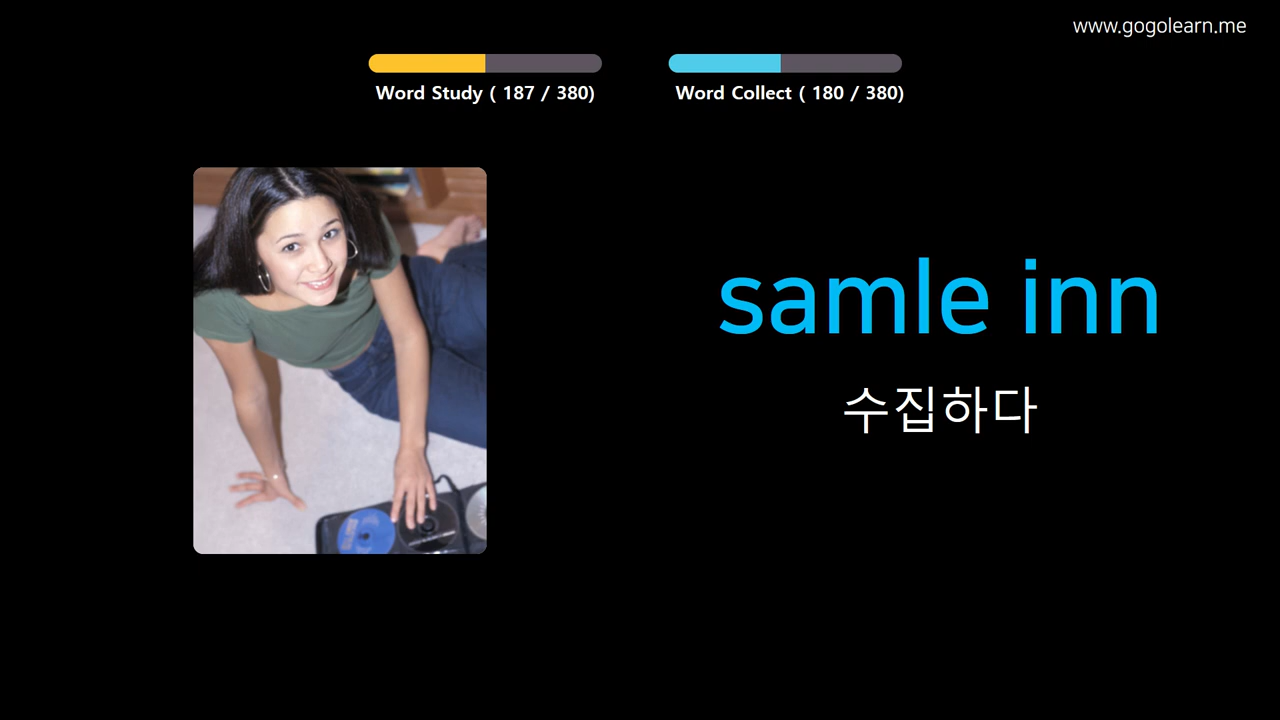 www.gogolearn.me
Word Study ( 187 / 380)
Word Collect ( 180 / 380)
samle inn
수집하다